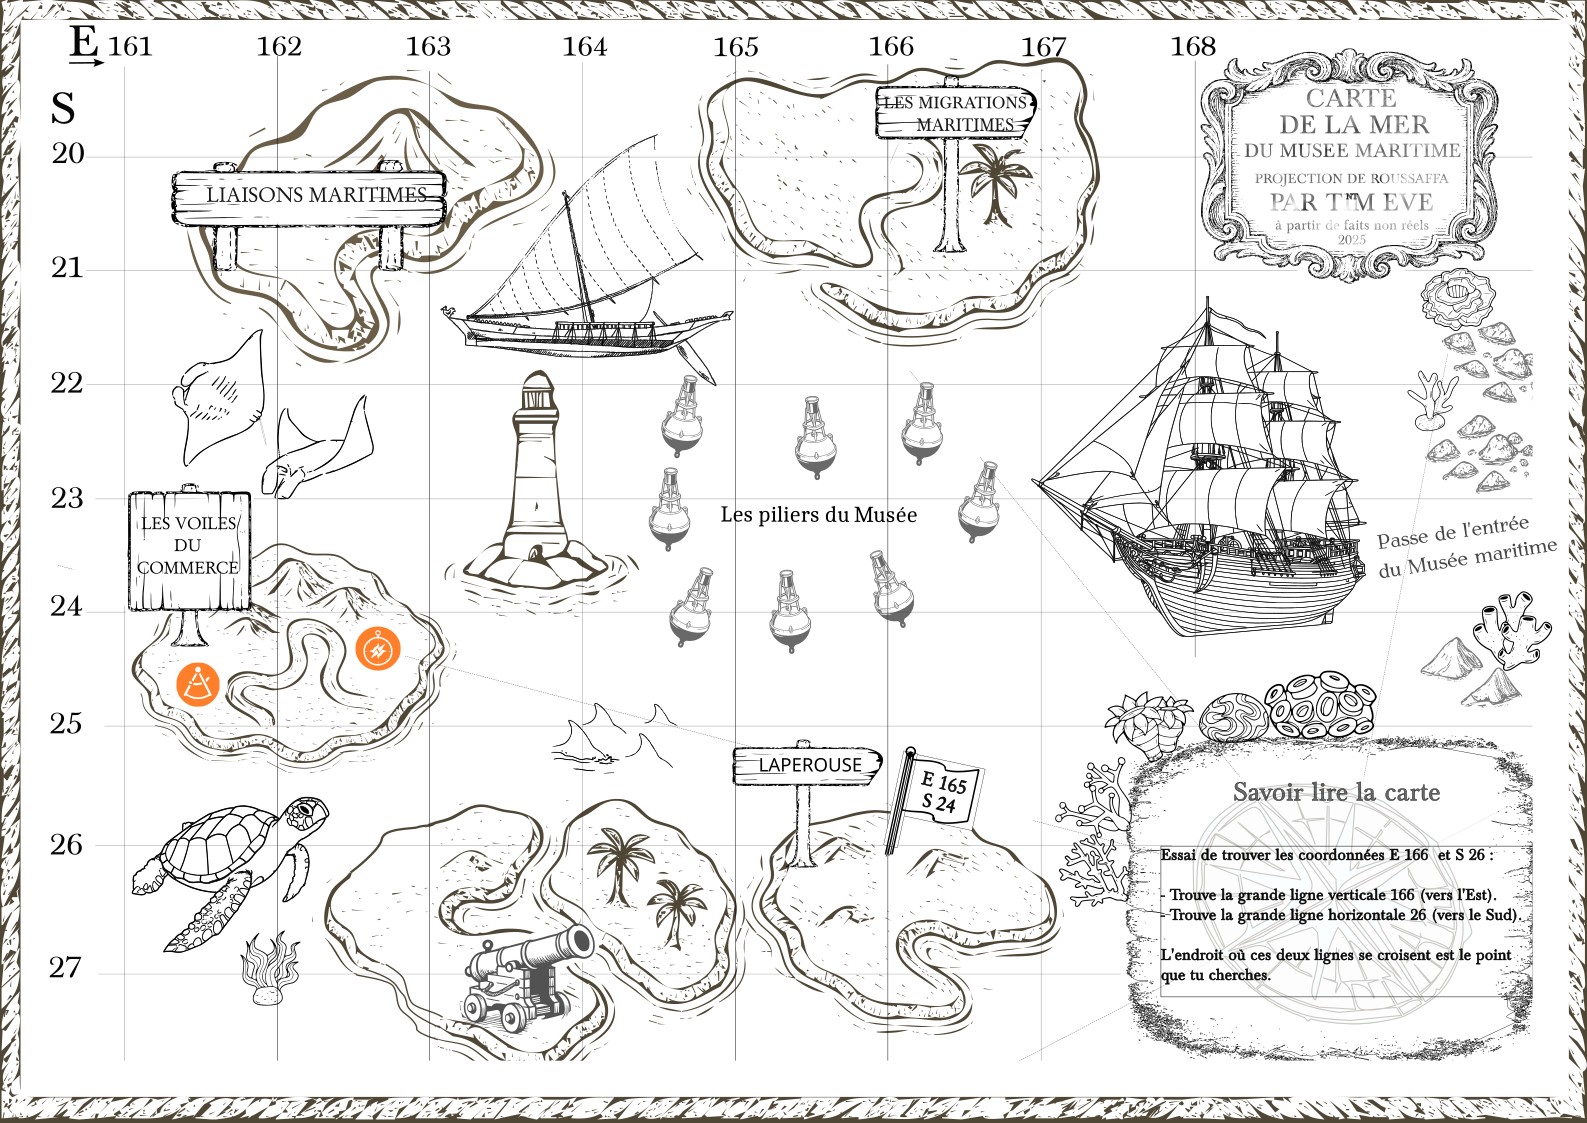 E 161 162 163 164 165 166 167 168
S
20
21
22
23
24
25
26
27
CARTE
DE LA MER
DU MUSEE MARITIME
PROJECTION DE ROUSSAFFA
à partir de faits non réels
2025
LIAISONS MARITIMES
LES MIGRATIONS
MARITIMES
LES VOILES
DU
COMMERCE
Les piliers du Musée
Passe de l'entrée
du Musée maritime
LAPEROUSE
E 165
S 24
Savoir lire la carte
Essai de trouver les coordonnées E 166 et S 26 :
- Trouve la grande ligne verticale 166 (vers l'Est).
- Trouve la grande ligne horizontale 26 (vers le Sud).
L'endroit où ces deux lignes se croisent est le point
que tu cherches.